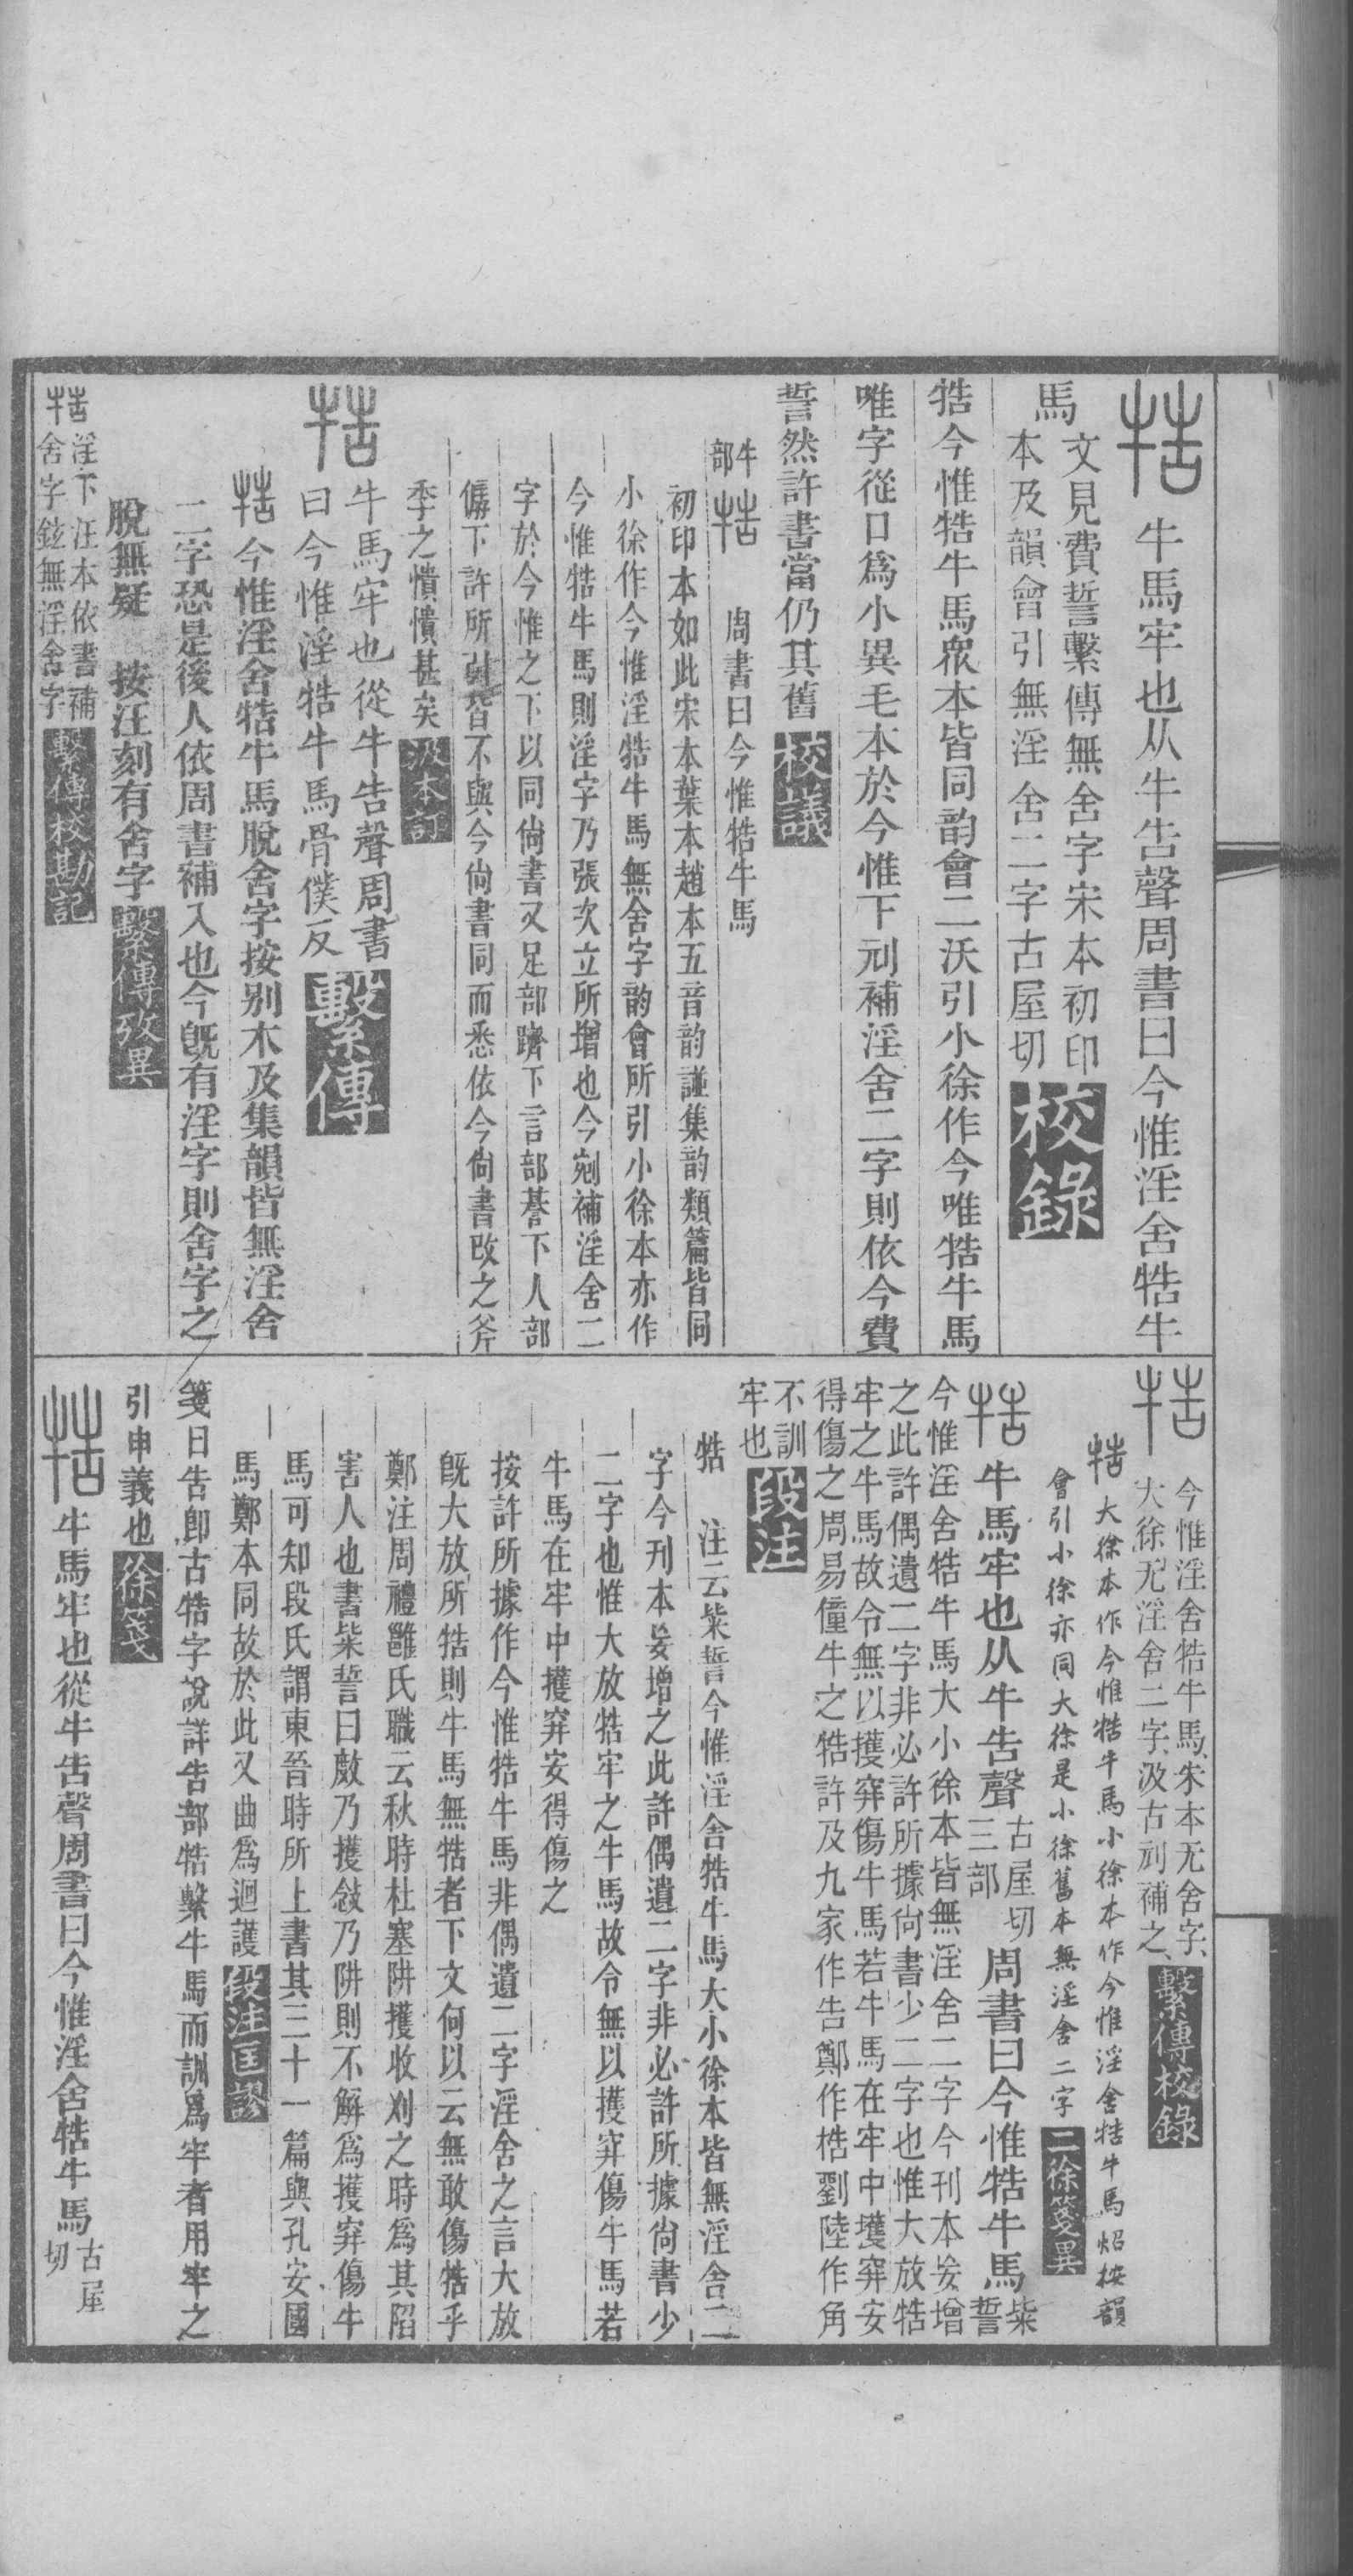 牿 牛馬牢也从牛告聲周書曰今惟淫舍牿牛
馬 文見費誓繫傳無舍字宋本初印
本及韻會引無淫舍二字古屋切 校錄
牿今惟牿牛馬眾本皆同韵會二沃引小徐作今唯牿牛馬
唯字從口為小異毛本於今惟下刓補淫舍二字則依今費
誓然許書當仍其舊 校議
牛部 牿 周書曰今惟牿牛馬
初印本如此宋本葉本趙本五音韵譜集韵類篇皆同
小徐作今惟淫牿牛馬無舍字韵會所引小徐本亦作
今惟牿牛馬則淫字乃張次立所增也今剜補淫舍二
字於今惟之下以同尚書又足部躋下言部諅下人部
僝下許所引皆不與今尚書同而悉依今尚書改之斧
季之憒憒甚矣 汲本訂
牿 牛馬牢也從牛告聲周書
曰今惟淫牿牛馬骨僕反 繫傳
牿今惟淫舍牿牛馬脫舍字按别本及集韻皆無淫舍
二字恐是後人依周書補入也今既有淫字則舍字之
脫無疑 按汪刻有舍字 繫傳攷異
牿 淫下汪本依書補
舍字鉉無淫舍字 繫傳校勘記
牿 今惟淫舍牿牛馬、朱本无舍字、
大徐无淫舍二字、汲古刓補之、 繫傳校錄
牿大徐本作今惟牿牛馬小徐本作今惟淫舍牿牛馬炤按韻
會引小徐亦同大徐是小徐舊本無淫舍二字 二徐箋異
牿 牛馬牢也从牛告聲 古屋切
三部 周書曰今惟牿牛馬 粊誓
今惟淫舍牿牛馬大小徐本皆無淫舍二字今刊本妄增
之此許偶遺二字非必許所據尚書少二字也惟大放牿
牢之牛馬故令無以擭穽傷牛馬若牛馬在牢中擭穽安
得傷之周易僮牛之牿許及九家作告鄭作梏劉陸作角
不訓
牢也 段注
牿 注云粊誓今惟淫舍牿牛馬大小徐本皆無淫舍二
字今刊本妄增之此許偶遺二字非必許所據尚書少
二字也惟大放牿牢之牛馬故令無以擭穽傷牛馬若
牛馬在牢中擭穽安得傷之
按許所據作今惟牿牛馬非偶遺二字淫舍之言大放
旣大放所牿則牛馬無牿者下文何以云無敢傷牿乎
鄭注周禮雝氏職云秋時杜塞阱擭收刈之時為其陷
害人也書粊誓曰敿乃擭敜乃阱則不解為擭穽傷牛
馬可知段氏謂東晉時所上書其三十一篇與孔安國
馬鄭本同故於此又曲為迴護 段注匡謬
箋曰告卽古牿字說詳告部牿繫牛馬而訓為牢者用牢之
引申義也 徐箋
牿 牛馬牢也從牛告聲周書曰今惟淫舍牿牛馬 古屋
切